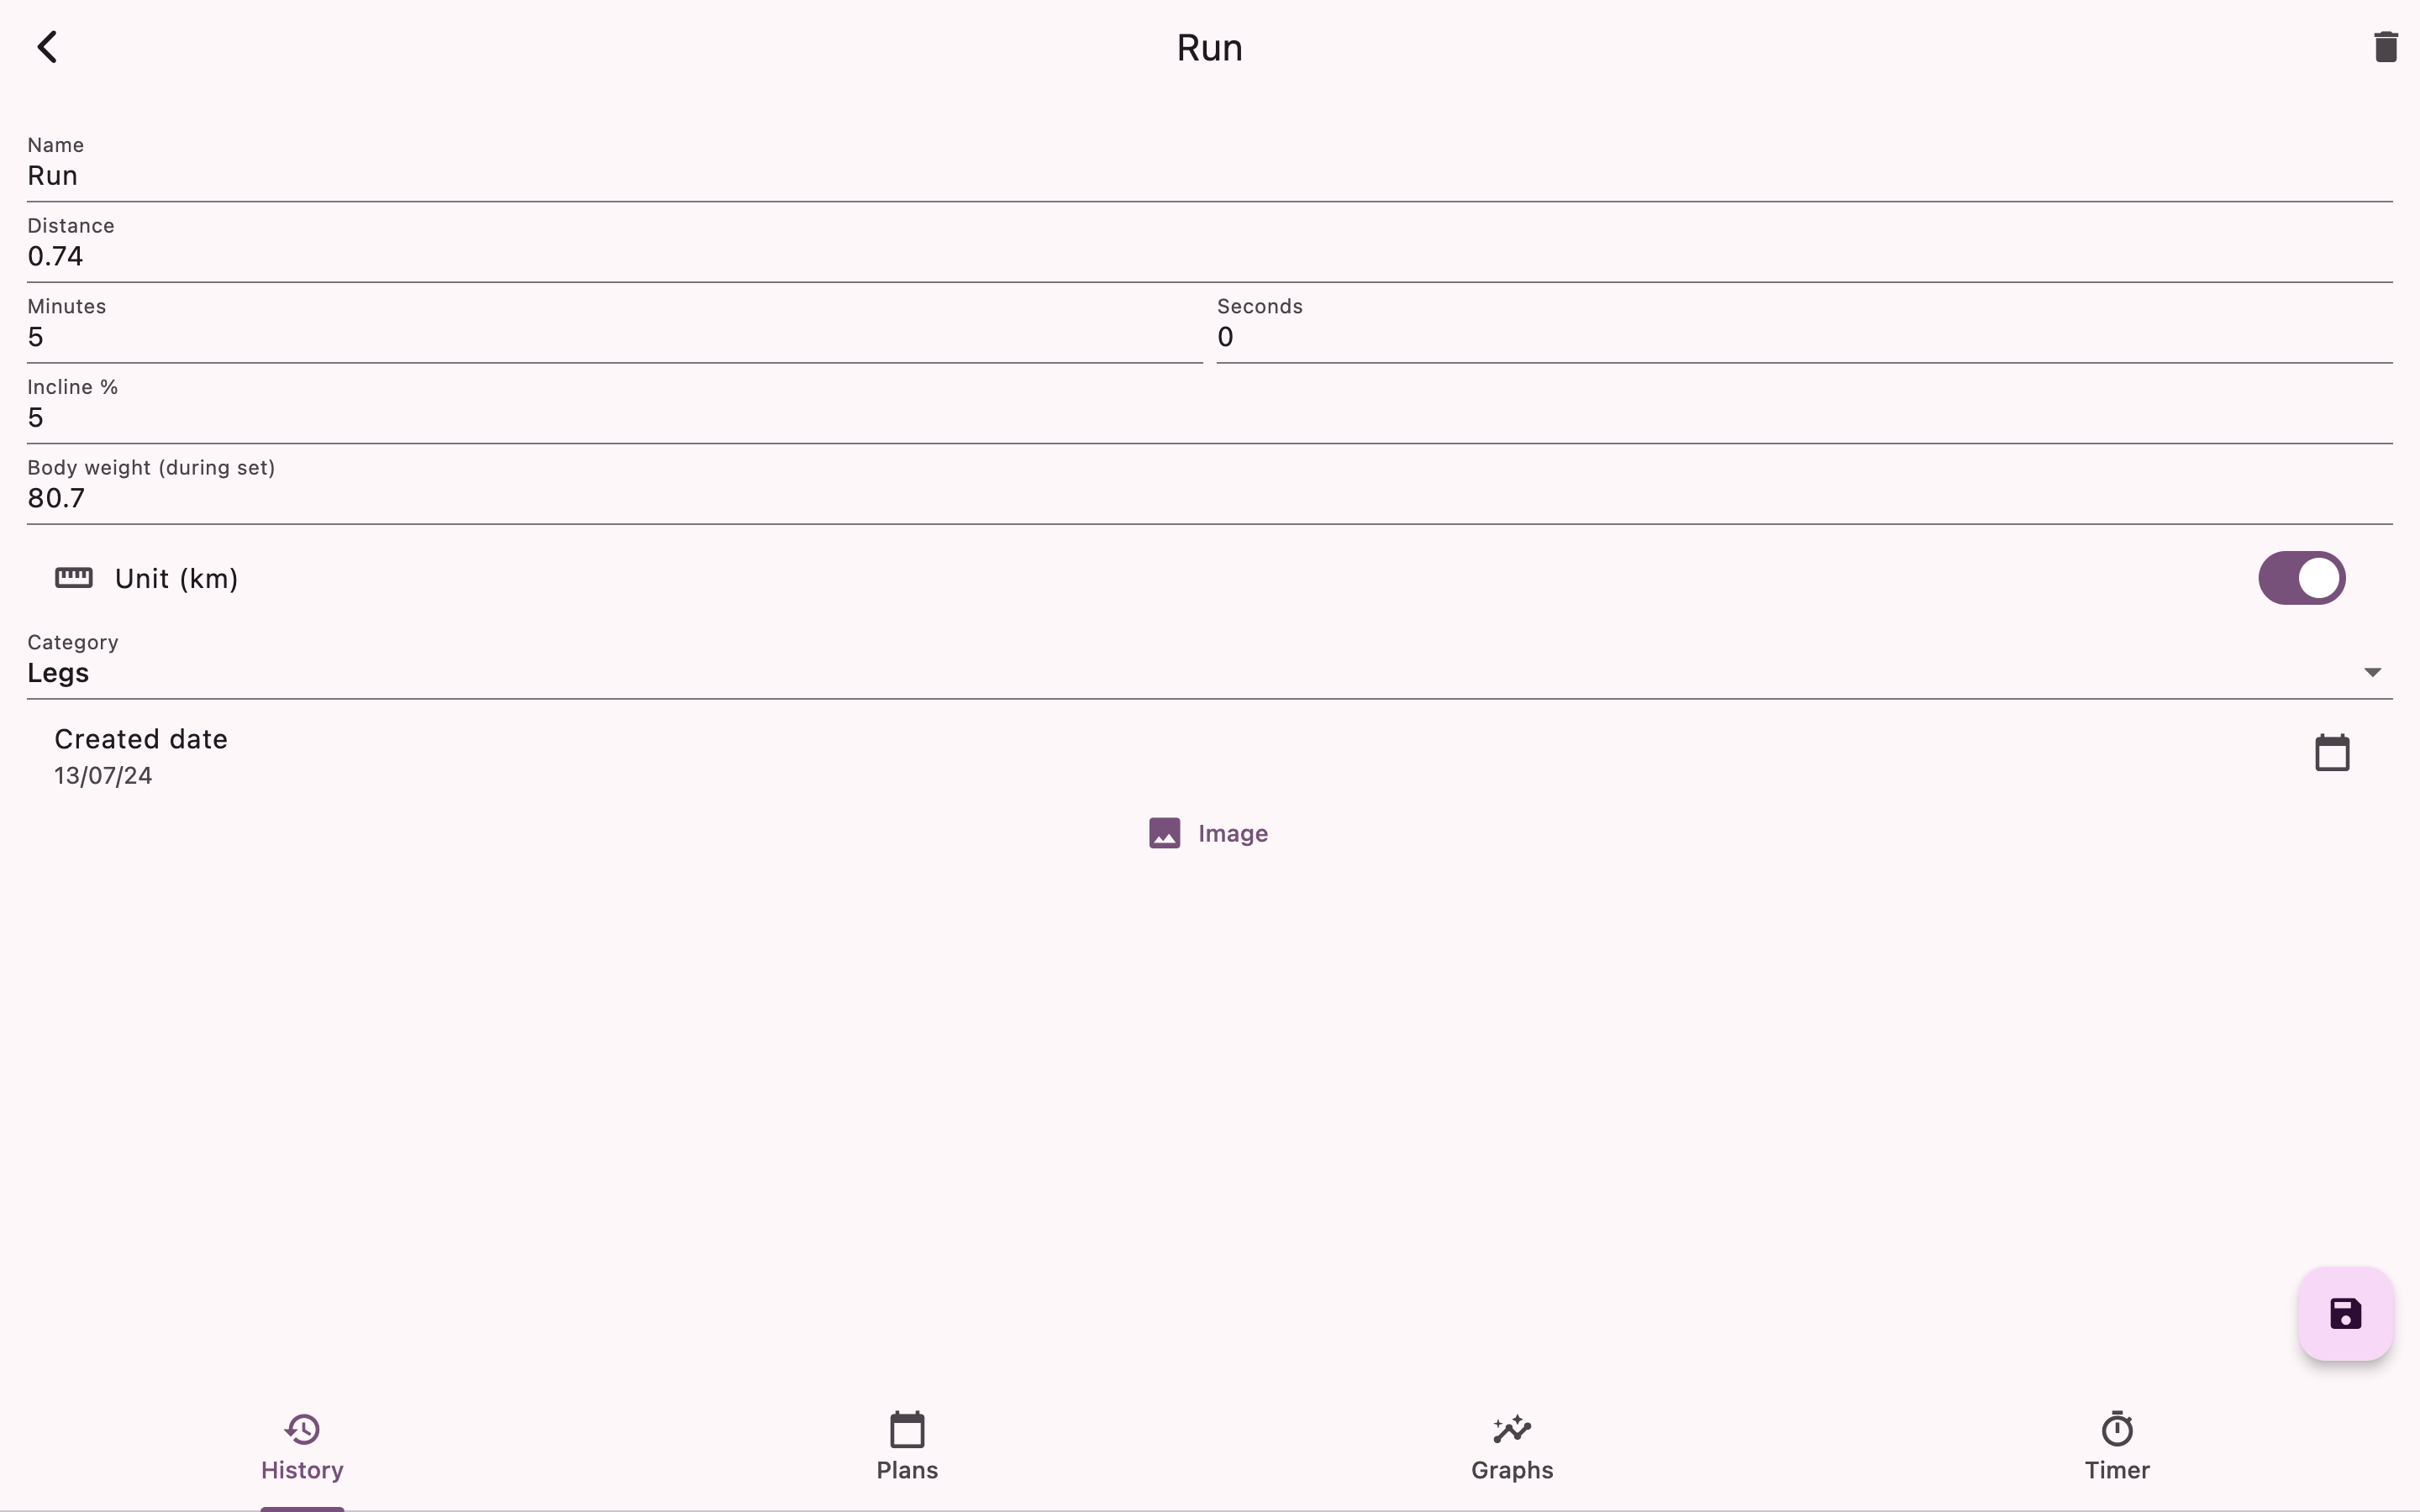 Run
Name
Run
Distance
0.74
Minutes
5
Seconds
0
Incline %
5
Body weight (during set)
80.7
Unit (km)
Category
Legs
Created date
13/07/24
Image
History
Plans
Graphs
Timer